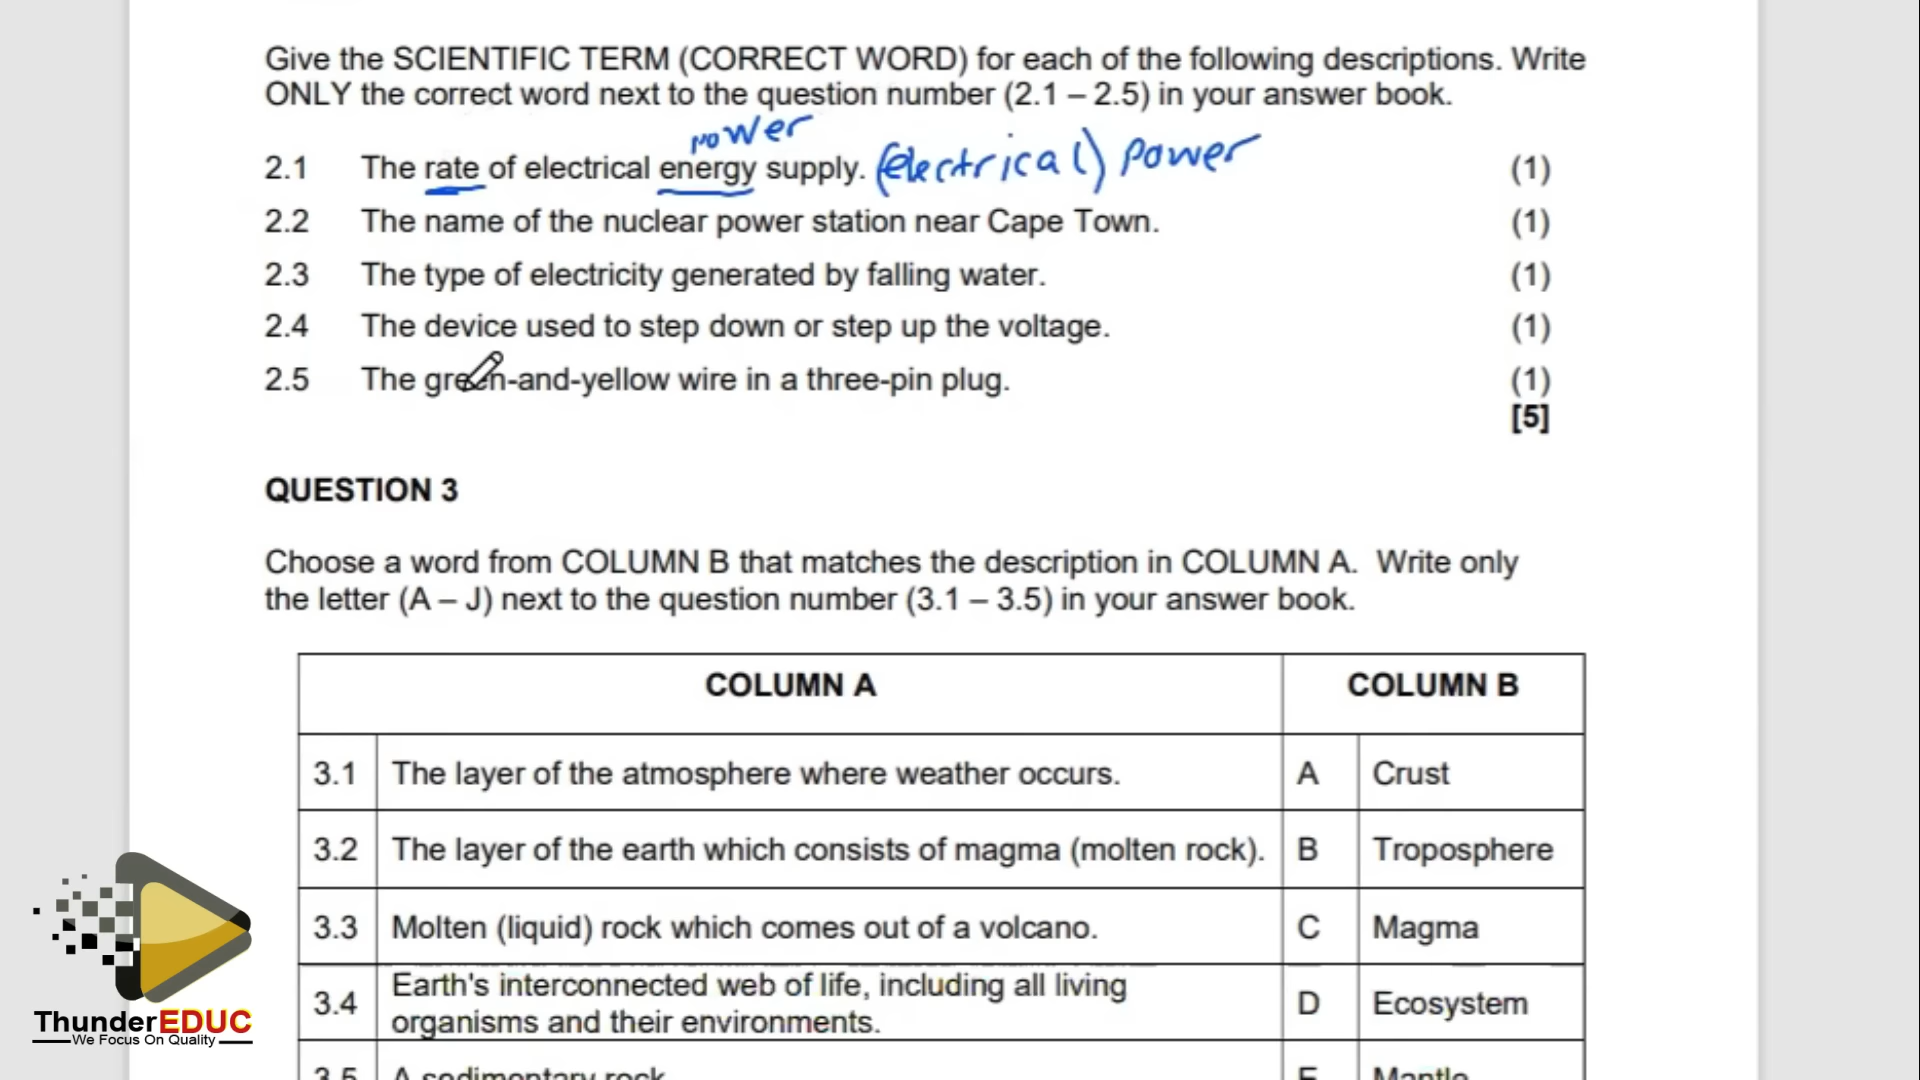 Give the SCIENTIFIC TERM (CORRECT WORD) for each of the following descriptions. Write
ONLY the correct word next to the question number (2.1 – 2.5) in your answer book.
power
2.1 The rate of electrical energy supply. (electrical) power (1)
2.2 The name of the nuclear power station near Cape Town. (1)
2.3 The type of electricity generated by falling water. (1)
2.4 The device used to step down or step up the voltage. (1)
2.5 The green-and-yellow wire in a three-pin plug. (1)
[5]
QUESTION 3
Choose a word from COLUMN B that matches the description in COLUMN A. Write only
the letter (A – J) next to the question number (3.1 – 3.5) in your answer book.
COLUMN A COLUMN B
3.1 The layer of the atmosphere where weather occurs. A Crust
3.2 The layer of the earth which consists of magma (molten rock). B Troposphere
3.3 Molten (liquid) rock which comes out of a volcano. C Magma
3.4 Earth's interconnected web of life, including all living
organisms and their environments. D Ecosystem
3.5 A sedimentary rock E Mantle
ThunderEDUC
We Focus On Quality